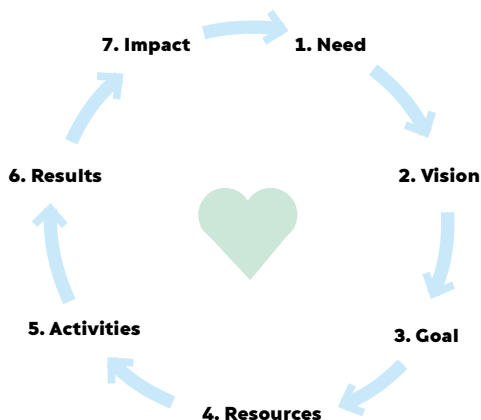 1. Need
2. Vision
3. Goal
4. Resources
5. Activities
6. Results
7. Impact